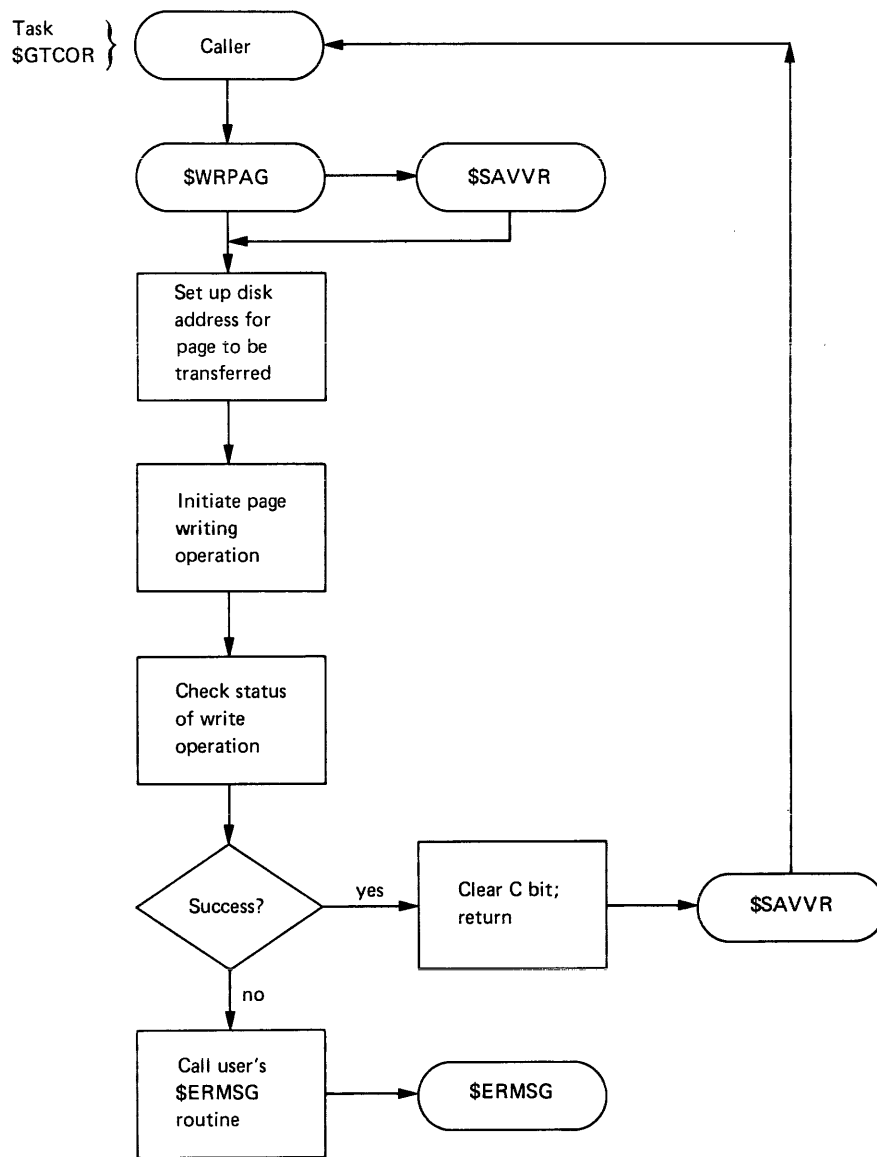 Task
$GTCOR
Caller
$WRPAG
$SAVVR
Set up disk
address for
page to be
transferred
Initiate page
writing
operation
Check status
of write
operation
Success?
yes
Clear C bit;
return
$SAVVR
no
Call user's
$ERMSG
routine
$ERMSG